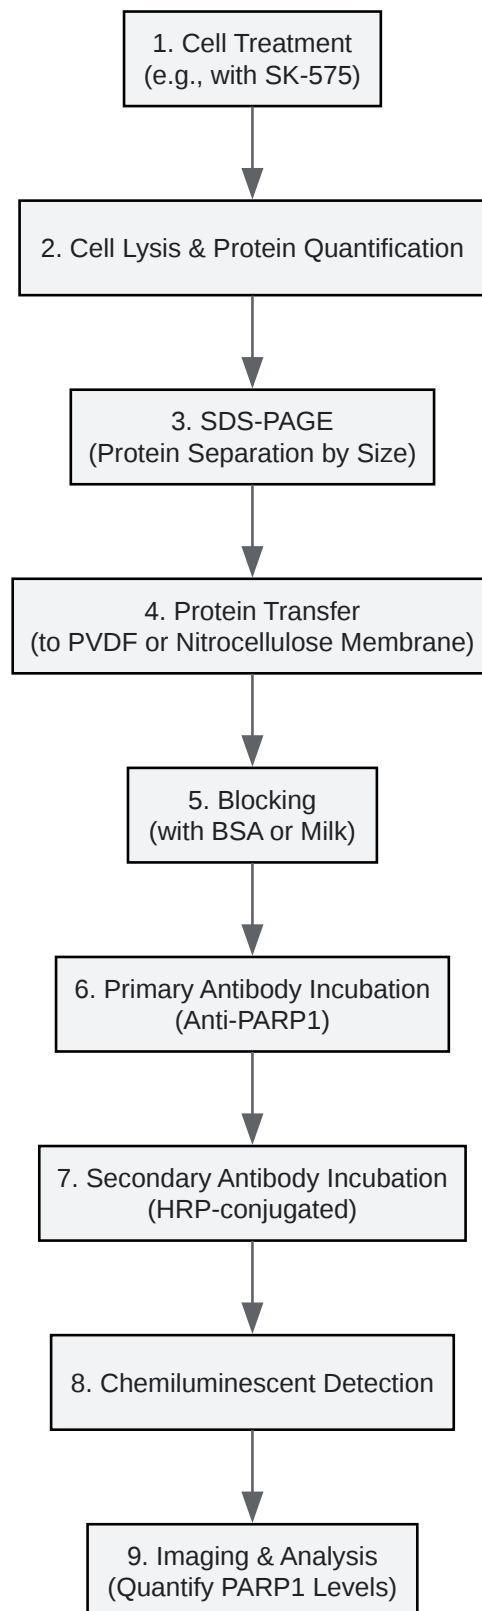 1. Cell Treatment
(e.g., with SK-575)
2. Cell Lysis & Protein Quantification
3. SDS-PAGE
(Protein Separation by Size)
4. Protein Transfer
(to PVDF or Nitrocellulose Membrane)
5. Blocking
(with BSA or Milk)
6. Primary Antibody Incubation
(Anti-PARP1)
7. Secondary Antibody Incubation
(HRP-conjugated)
8. Chemiluminescent Detection
9. Imaging & Analysis
(Quantify PARP1 Levels)